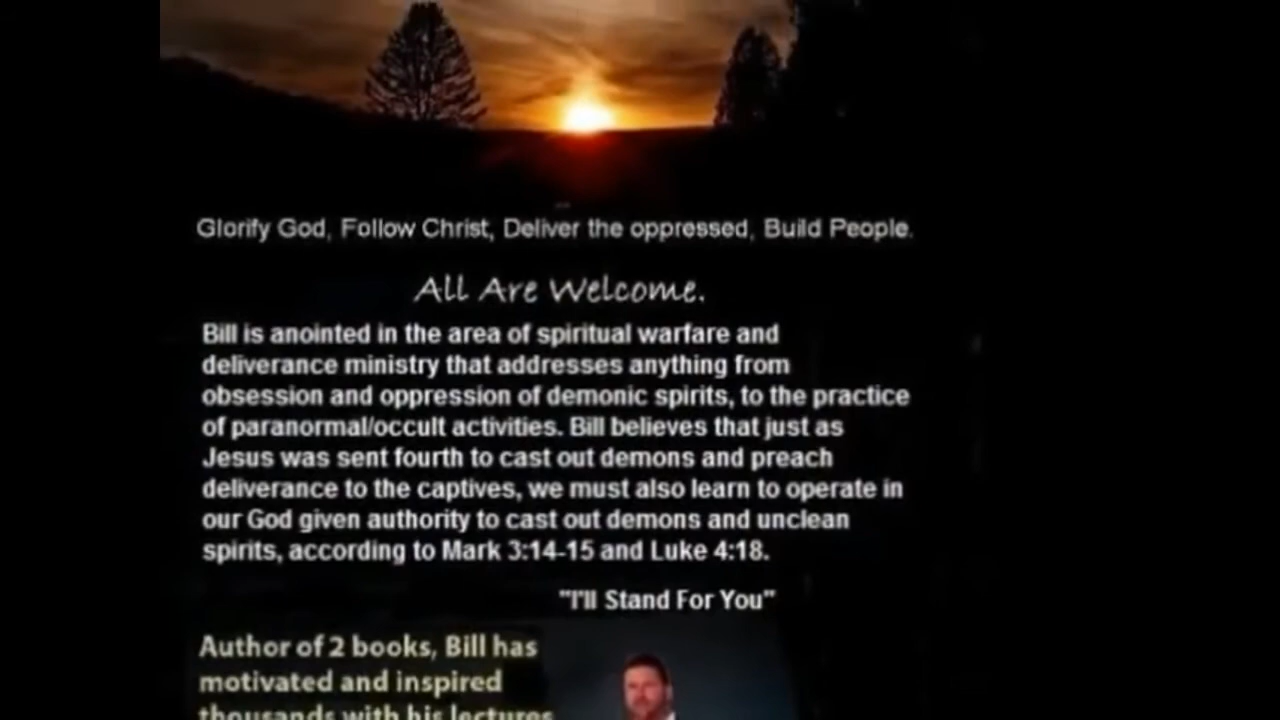 Glorify God, Follow Christ, Deliver the oppressed, Build People.
All Are Welcome.
Bill is anointed in the area of spiritual warfare and
deliverance ministry that addresses anything from
obsession and oppression of demonic spirits, to the practice
of paranormal/occult activities. Bill believes that just as
Jesus was sent fourth to cast out demons and preach
deliverance to the captives, we must also learn to operate in
our God given authority to cast out demons and unclean
spirits, according to Mark 3:14-15 and Luke 4:18.
"I'll Stand For You"
Author of 2 books, Bill has
motivated and inspired
thousands with his lectures